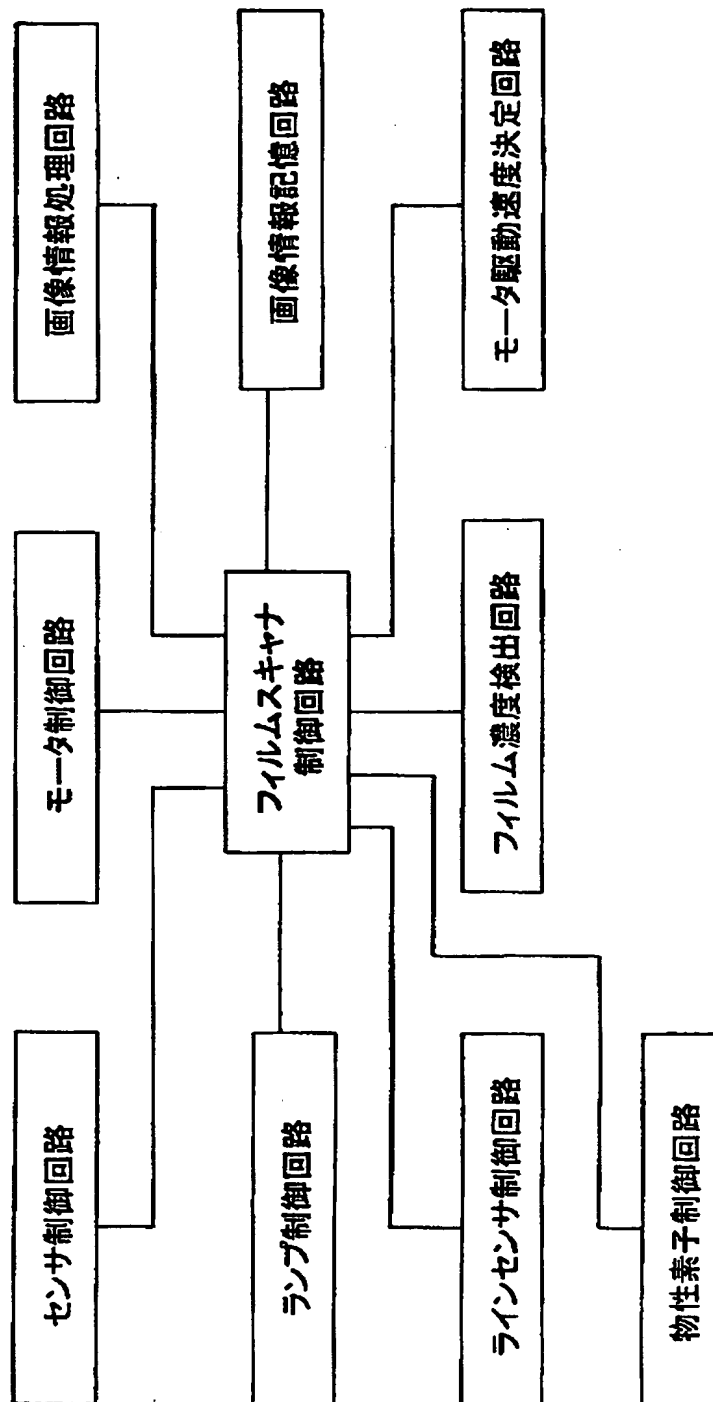 センサ制御回路
モータ制御回路
画像情報処理回路
ランプ制御回路
フィルムスキャナ
制御回路
画像情報記憶回路
ラインセンサ制御回路
フィルム濃度検出回路
モータ駆動速度決定回路
物性素子制御回路